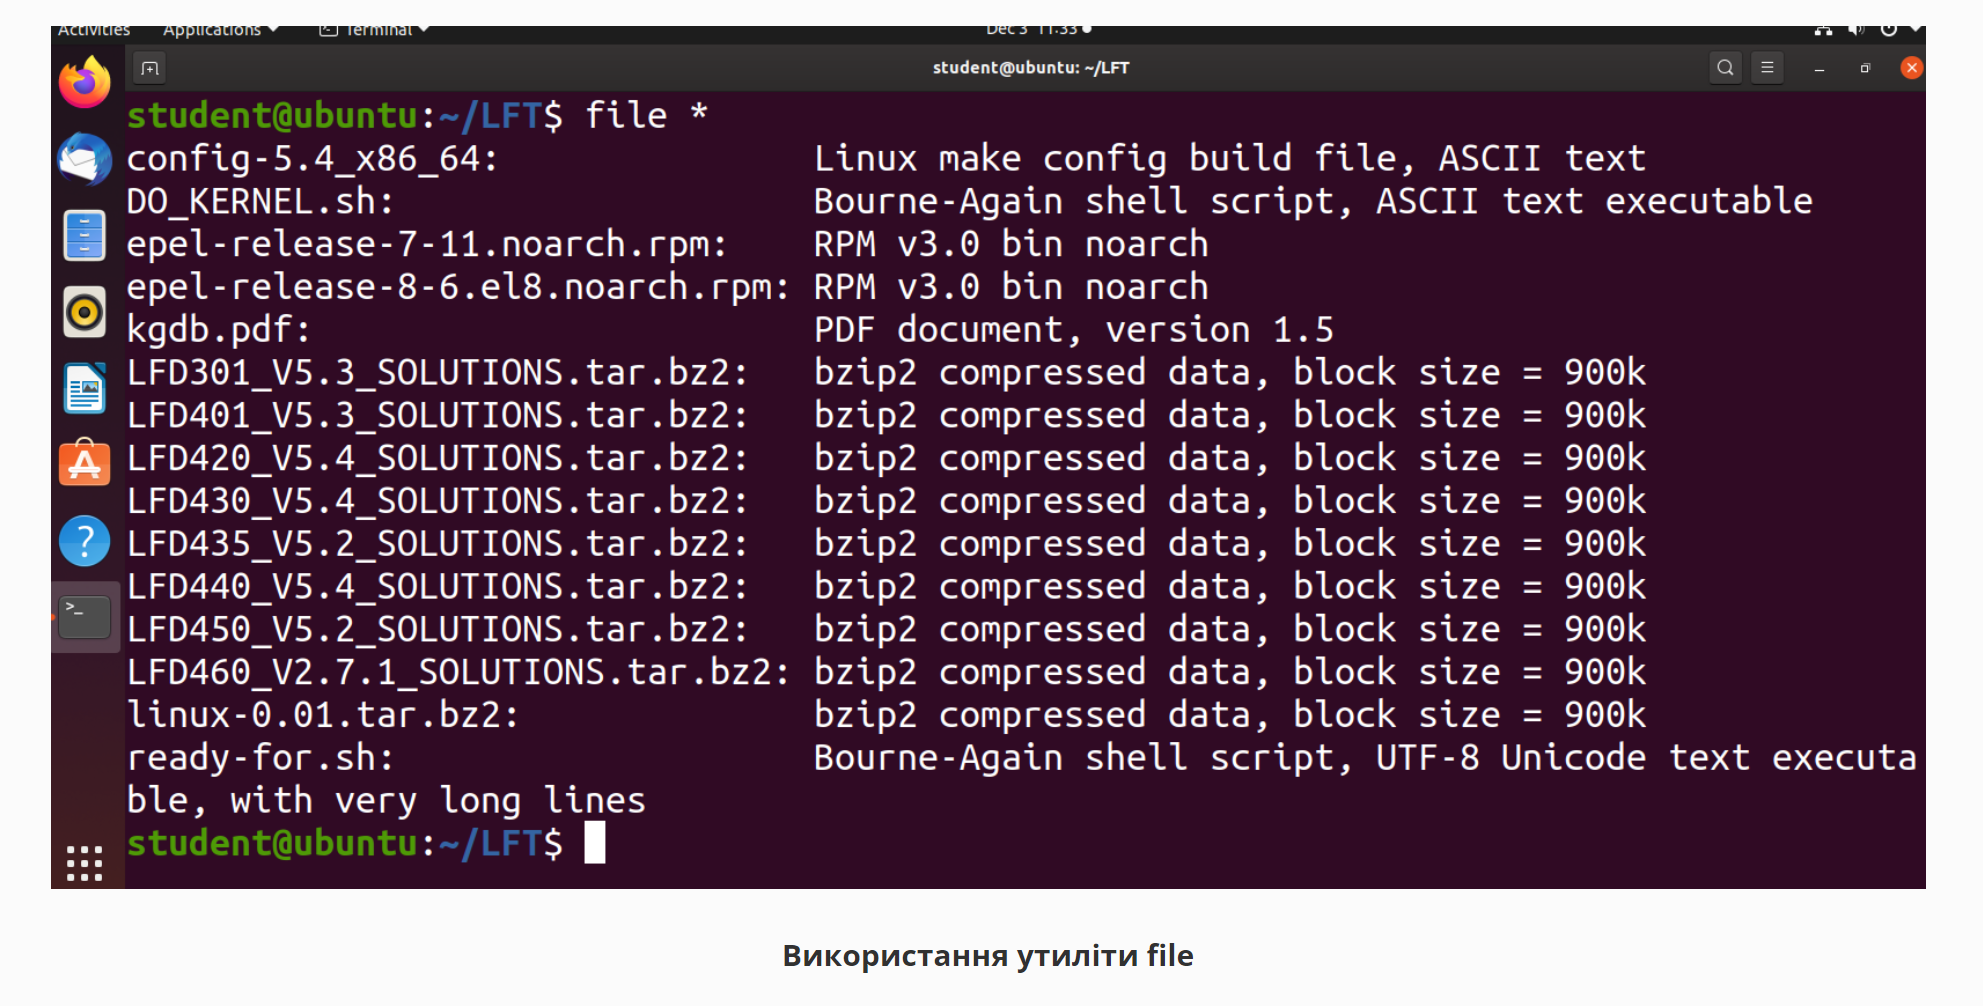 Activities Applications Terminal Dec 3 11:33
student@ubuntu: ~/LFT
student@ubuntu:~/LFT$ file *
config-5.4_x86_64: Linux make config build file, ASCII text
DO_KERNEL.sh: Bourne-Again shell script, ASCII text executable
epel-release-7-11.noarch.rpm: RPM v3.0 bin noarch
epel-release-8-6.el8.noarch.rpm: RPM v3.0 bin noarch
kgdb.pdf: PDF document, version 1.5
LFD301_V5.3_SOLUTIONS.tar.bz2: bzip2 compressed data, block size = 900k
LFD401_V5.3_SOLUTIONS.tar.bz2: bzip2 compressed data, block size = 900k
LFD420_V5.4_SOLUTIONS.tar.bz2: bzip2 compressed data, block size = 900k
LFD430_V5.4_SOLUTIONS.tar.bz2: bzip2 compressed data, block size = 900k
LFD435_V5.2_SOLUTIONS.tar.bz2: bzip2 compressed data, block size = 900k
LFD440_V5.4_SOLUTIONS.tar.bz2: bzip2 compressed data, block size = 900k
LFD450_V5.2_SOLUTIONS.tar.bz2: bzip2 compressed data, block size = 900k
LFD460_V2.7.1_SOLUTIONS.tar.bz2: bzip2 compressed data, block size = 900k
linux-0.01.tar.bz2: bzip2 compressed data, block size = 900k
ready-for.sh: Bourne-Again shell script, UTF-8 Unicode text executa
ble, with very long lines
student@ubuntu:~/LFT$
Використання утиліти file